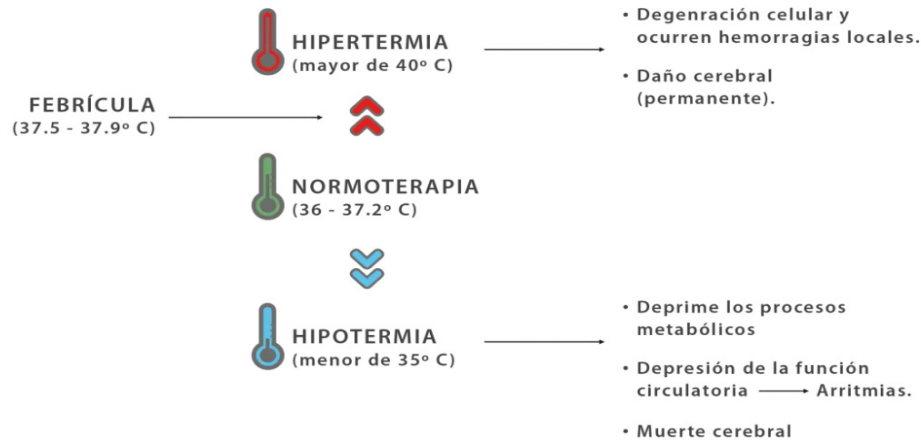 HIPERTERMIA
(mayor de 40º C)
• Degenración celular y
ocurren hemorragias locales.
• Daño cerebral
(permanente).
FEBRÍCULA
(37.5 - 37.9º C)
NORMOTERAPIA
(36 - 37.2º C)
HIPOTERMIA
(menor de 35º C)
• Deprime los procesos
metabólicos
• Depresión de la función
circulatoria → Arritmias.
• Muerte cerebral